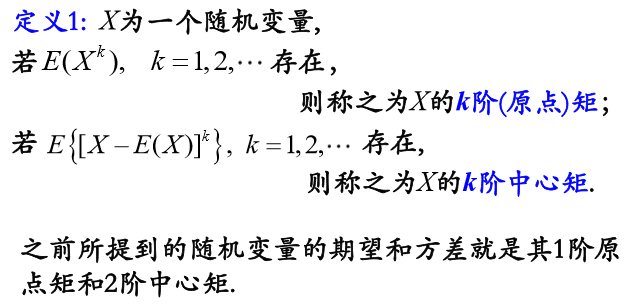 定义1: X为一个随机变量,
若E(X^k), k=1,2,⋯ 存在，
则称之为X的k阶(原点)矩；
若 E{[X−E(X)]^k}, k=1,2,⋯ 存在,
则称之为X的k阶中心矩.
之前所提到的随机变量的期望和方差就是其1阶原
点矩和2阶中心矩.